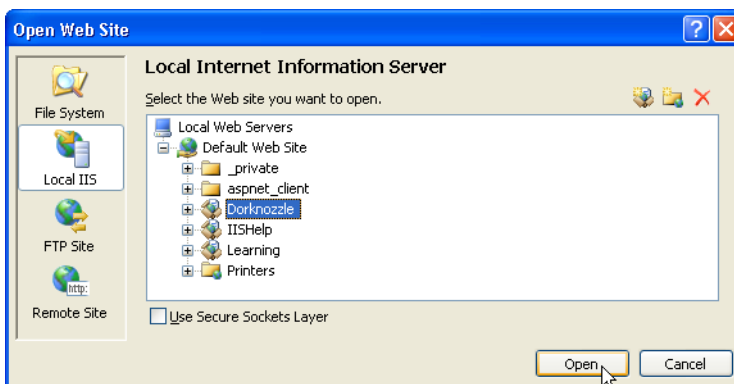 Open Web Site
File System
Local IIS
FTP Site
http:
Remote Site
Local Internet Information Server
Select the Web site you want to open.
Local Web Servers
Default Web Site
_private
aspnet_client
Dorknozzle
IISHelp
Learning
Printers
Use Secure Sockets Layer
Open
Cancel